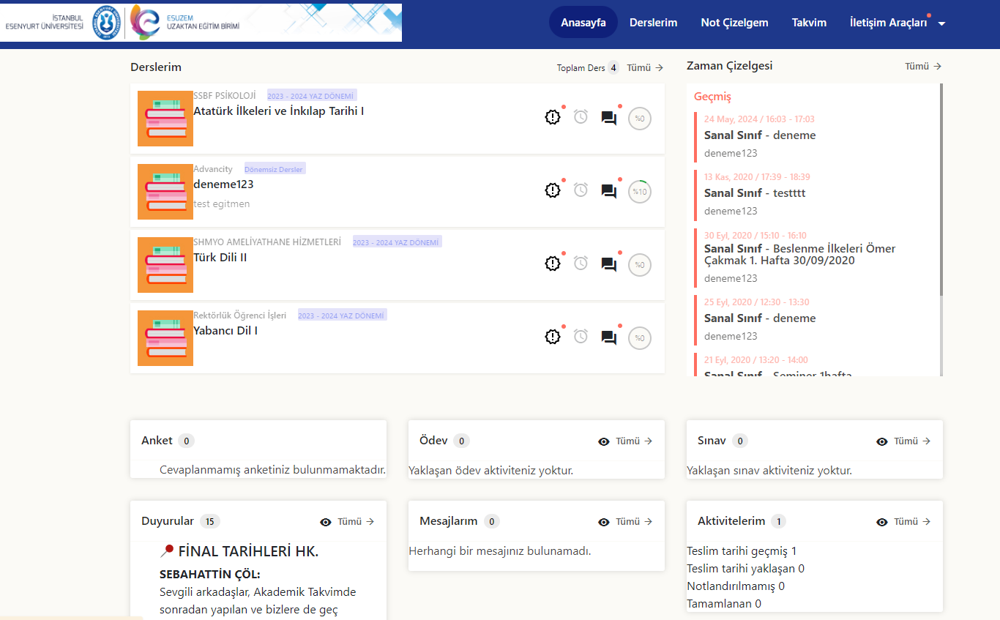 İSTANBUL
ESENYURT ÜNİVERSİTESİ
ESUZEM
UZAKTAN EĞİTİM BİRİMİ
Anasayfa
Derslerim
Not Çizelgem
Takvim
İletişim Araçları
Derslerim
Toplam Ders 4 Tümü →
SSBF PSİKOLOJİ 2023 - 2024 YAZ DÖNEMİ
Atatürk İlkeleri ve İnkılap Tarihi I
%0
Advancity Dönemsiz Dersler
deneme123
test egitmen
%10
SHMYO AMELİYATHANE HİZMETLERİ 2023 - 2024 YAZ DÖNEMİ
Türk Dili II
%0
Rektörlük Öğrenci İşleri 2023 - 2024 YAZ DÖNEMİ
Yabancı Dil I
%0
Zaman Çizelgesi Tümü →
Geçmiş
24 May, 2024 / 16:03 - 17:03
Sanal Sınıf - deneme
deneme123
13 Kas, 2020 / 17:39 - 18:39
Sanal Sınıf - testttt
deneme123
30 Eyl, 2020 / 15:10 - 16:10
Sanal Sınıf - Beslenme İlkeleri Ömer
Çakmak 1. Hafta 30/09/2020
deneme123
25 Eyl, 2020 / 12:30 - 13:30
Sanal Sınıf - deneme
deneme123
21 Eyl, 2020 / 13:20 - 14:00
Sanal Sınıf - Seminer 1hafta
Anket 0
Cevaplanmamış anketiniz bulunmamaktadır.
Ödev 0 Tümü →
Yaklaşan ödev aktiviteniz yoktur.
Sınav 0 Tümü →
Yaklaşan sınav aktiviteniz yoktur.
Duyurular 15 Tümü →
FİNAL TARİHLERİ HK.
SEBAHATTİN ÇÖL:
Sevgili arkadaşlar, Akademik Takvimde
sonradan yapılan ve bizlere de geç
Mesajlarım 0 Tümü →
Herhangi bir mesajınız bulunamadı.
Aktivitelerim 1 Tümü →
Teslim tarihi geçmiş 1
Teslim tarihi yaklaşan 0
Notlandırılmamış 0
Tamamlanan 0